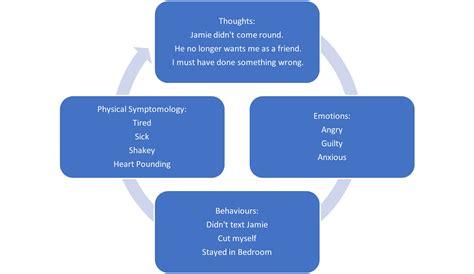 Thoughts:
Jamie didn't come round.
He no longer wants me as a friend.
I must have done something wrong.
Physical Symptomology:
Tired
Sick
Shakey
Heart Pounding
Emotions:
Angry
Guilty
Anxious
Behaviours:
Didn't text Jamie
Cut myself
Stayed in Bedroom